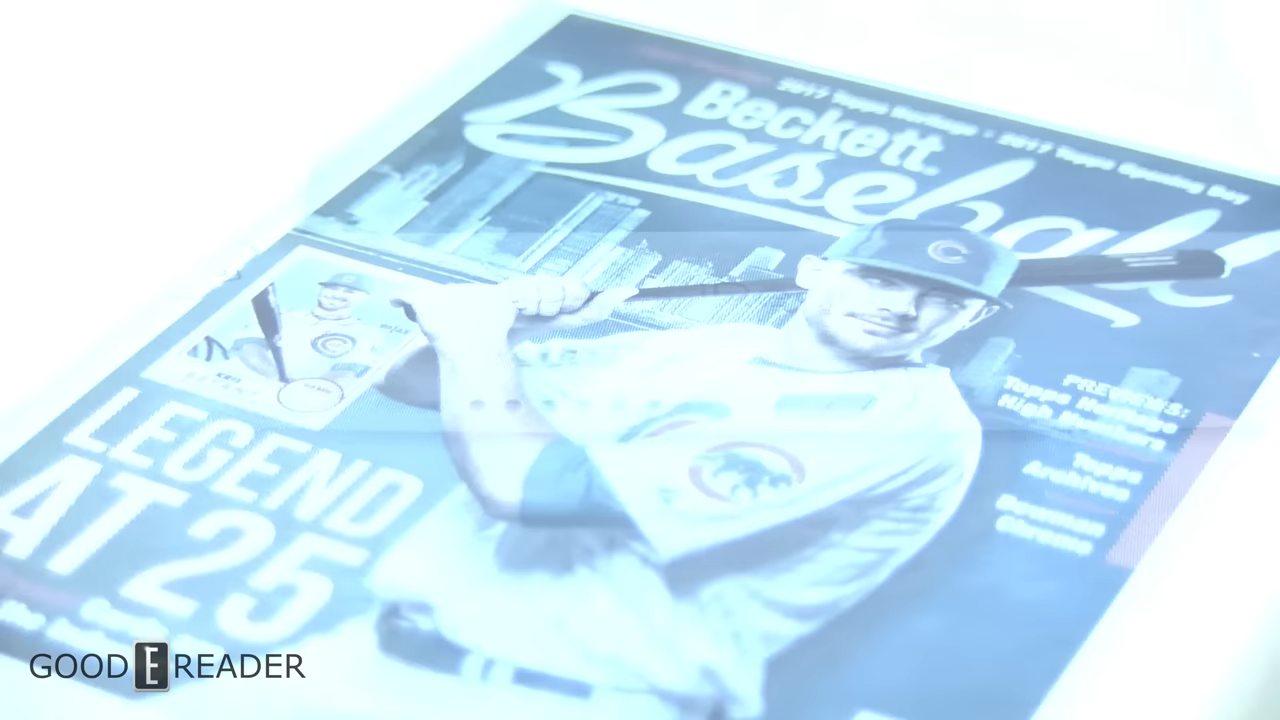 2017 Topps Heritage • 2017 Topps Opening Day
Beckett
Baseball
LEGEND
AT 25
PREVIEWS:
Topps Heritage
High Numbers
Topps
Archives
Bowman
Chrome
KRIS
GOOD E READER